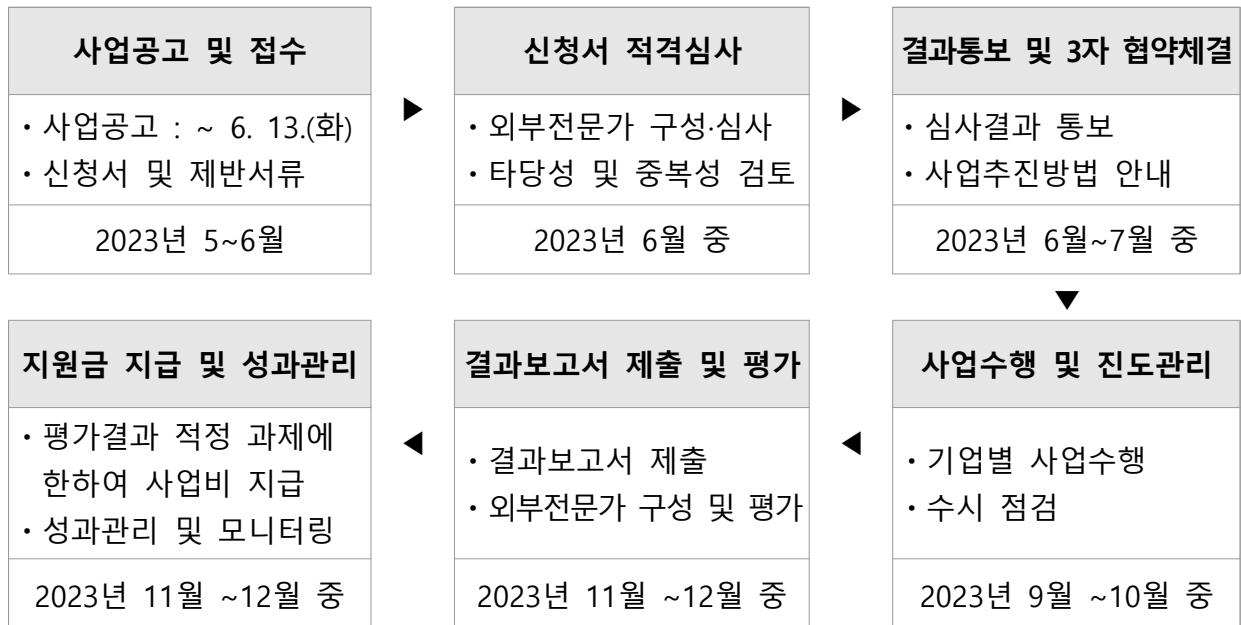 사업공고 및 접수
· 사업공고 : ~ 6. 13.(화)
· 신청서 및 제반서류
2023년 5~6월
▶
신청서 적격심사
· 외부전문가 구성·심사
· 타당성 및 중복성 검토
2023년 6월 중
▶
결과통보 및 3자 협약체결
· 심사결과 통보
· 사업추진방법 안내
2023년 6월~7월 중
▼
사업수행 및 진도관리
· 기업별 사업수행
· 수시 점검
2023년 9월 ~10월 중
◀
결과보고서 제출 및 평가
· 결과보고서 제출
· 외부전문가 구성 및 평가
2023년 11월 ~12월 중
◀
지원금 지급 및 성과관리
· 평가결과 적정 과제에
한하여 사업비 지급
· 성과관리 및 모니터링
2023년 11월 ~12월 중